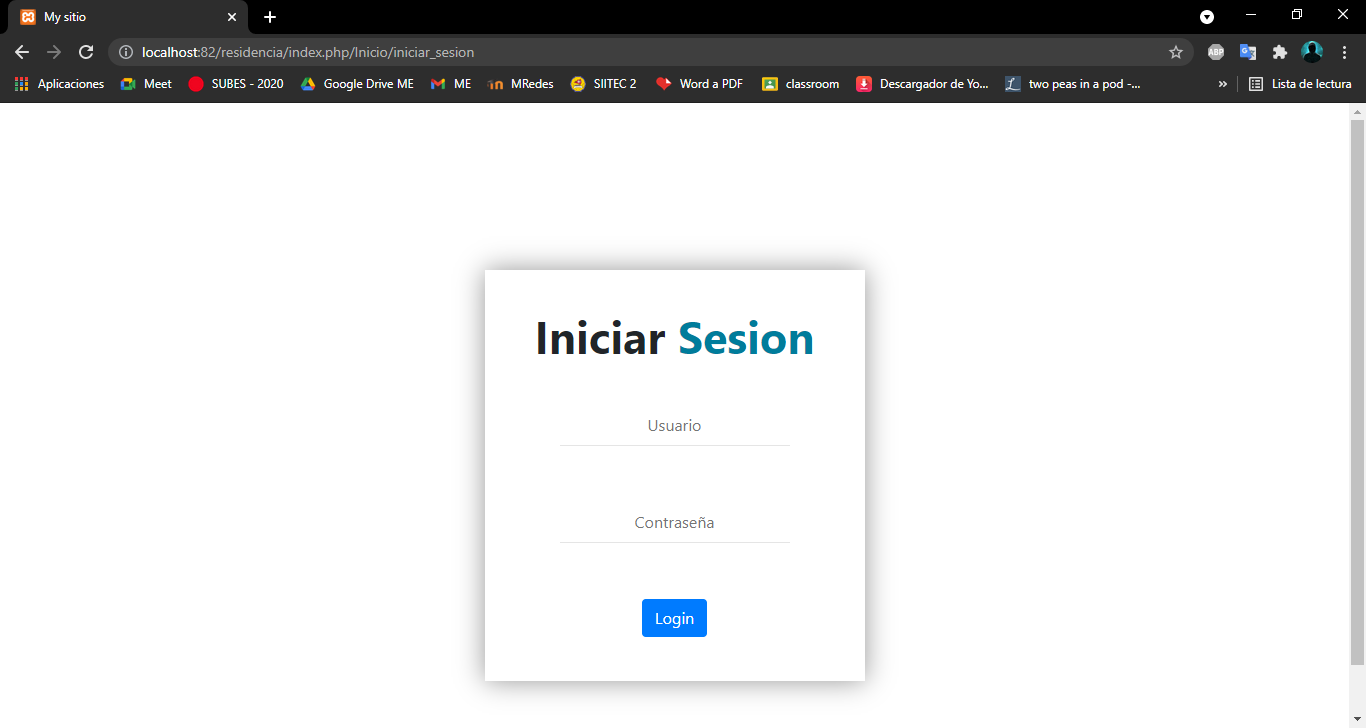 My sitio
localhost:82/residencia/index.php/Inicio/iniciar_sesion
ABP
Aplicaciones Meet SUBES - 2020 Google Drive ME ME MRedes SIITEC 2 Word a PDF classroom Descargador de Yo... two peas in a pod -... » Lista de lectura
Iniciar Sesion
Usuario
Contraseña
Login